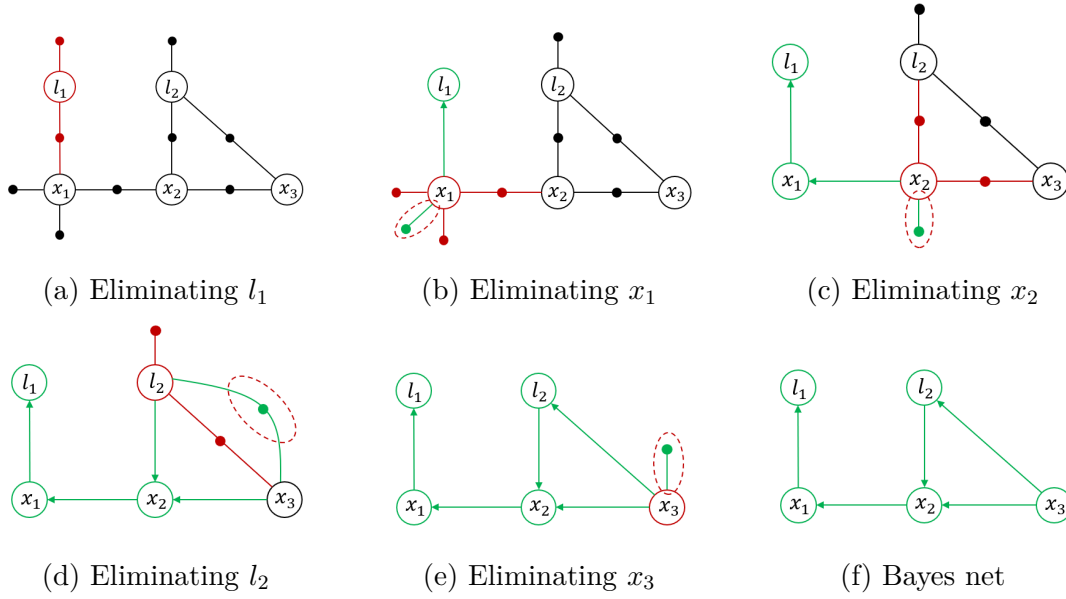 l₁
l₂
x₁
x₂
x₃
(a) Eliminating l₁
l₁
l₂
x₁
x₂
x₃
(b) Eliminating x₁
l₁
l₂
x₁
x₂
x₃
(c) Eliminating x₂
l₁
l₂
x₁
x₂
x₃
(d) Eliminating l₂
l₁
l₂
x₁
x₂
x₃
(e) Eliminating x₃
l₁
l₂
x₁
x₂
x₃
(f) Bayes net